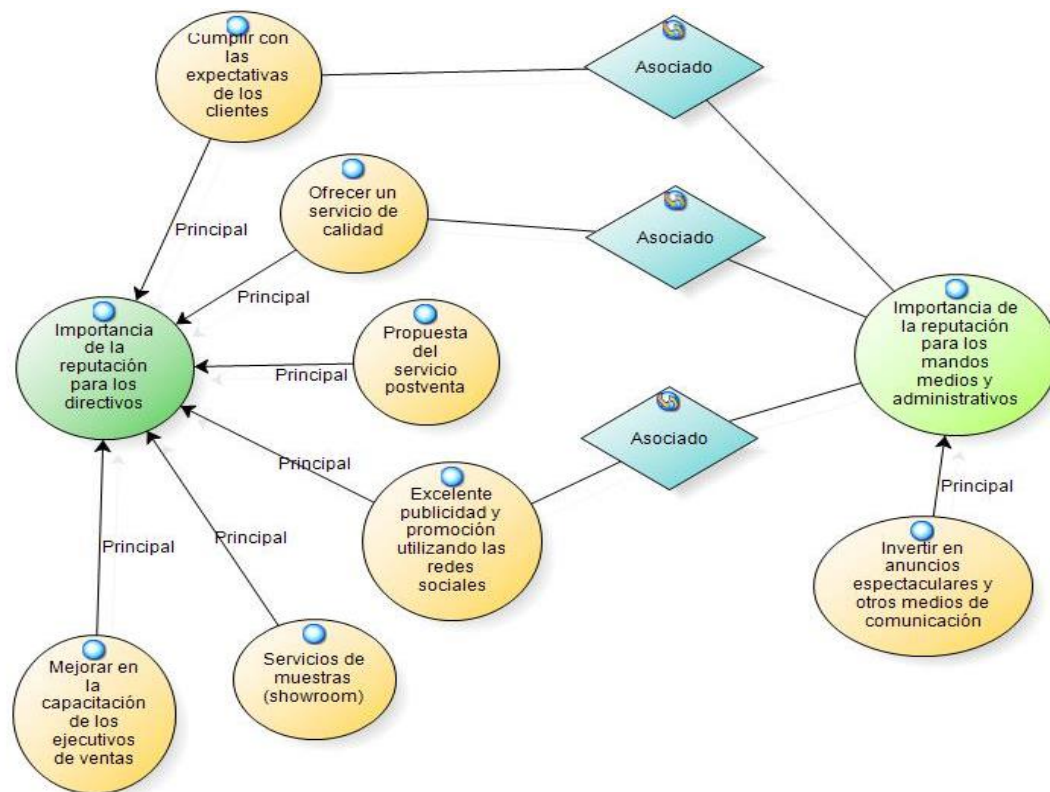 Cumplir con
las
expectativas
de los
clientes
Asociado
Ofrecer un
servicio de
calidad
Asociado
Principal
Principal
Importancia
de la
reputación
para los
directivos
Propuesta
del
servicio
postventa
Principal
Importancia de
la reputación
para los
mandos
medios y
administrativos
Asociado
Principal
Excelente
publicidad y
promoción
utilizando las
redes
sociales
Principal
Invertir en
anuncios
espectaculares y
otros medios de
comunicación
Principal
Principal
Servicios de
muestras
(showroom)
Mejorar en
la
capacitación
de los
ejecutivos
de ventas